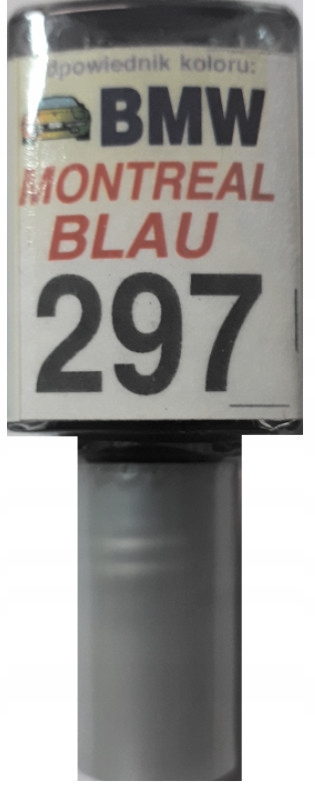 dpowiednik koloru:
BMW
MONTREAL
BLAU
297